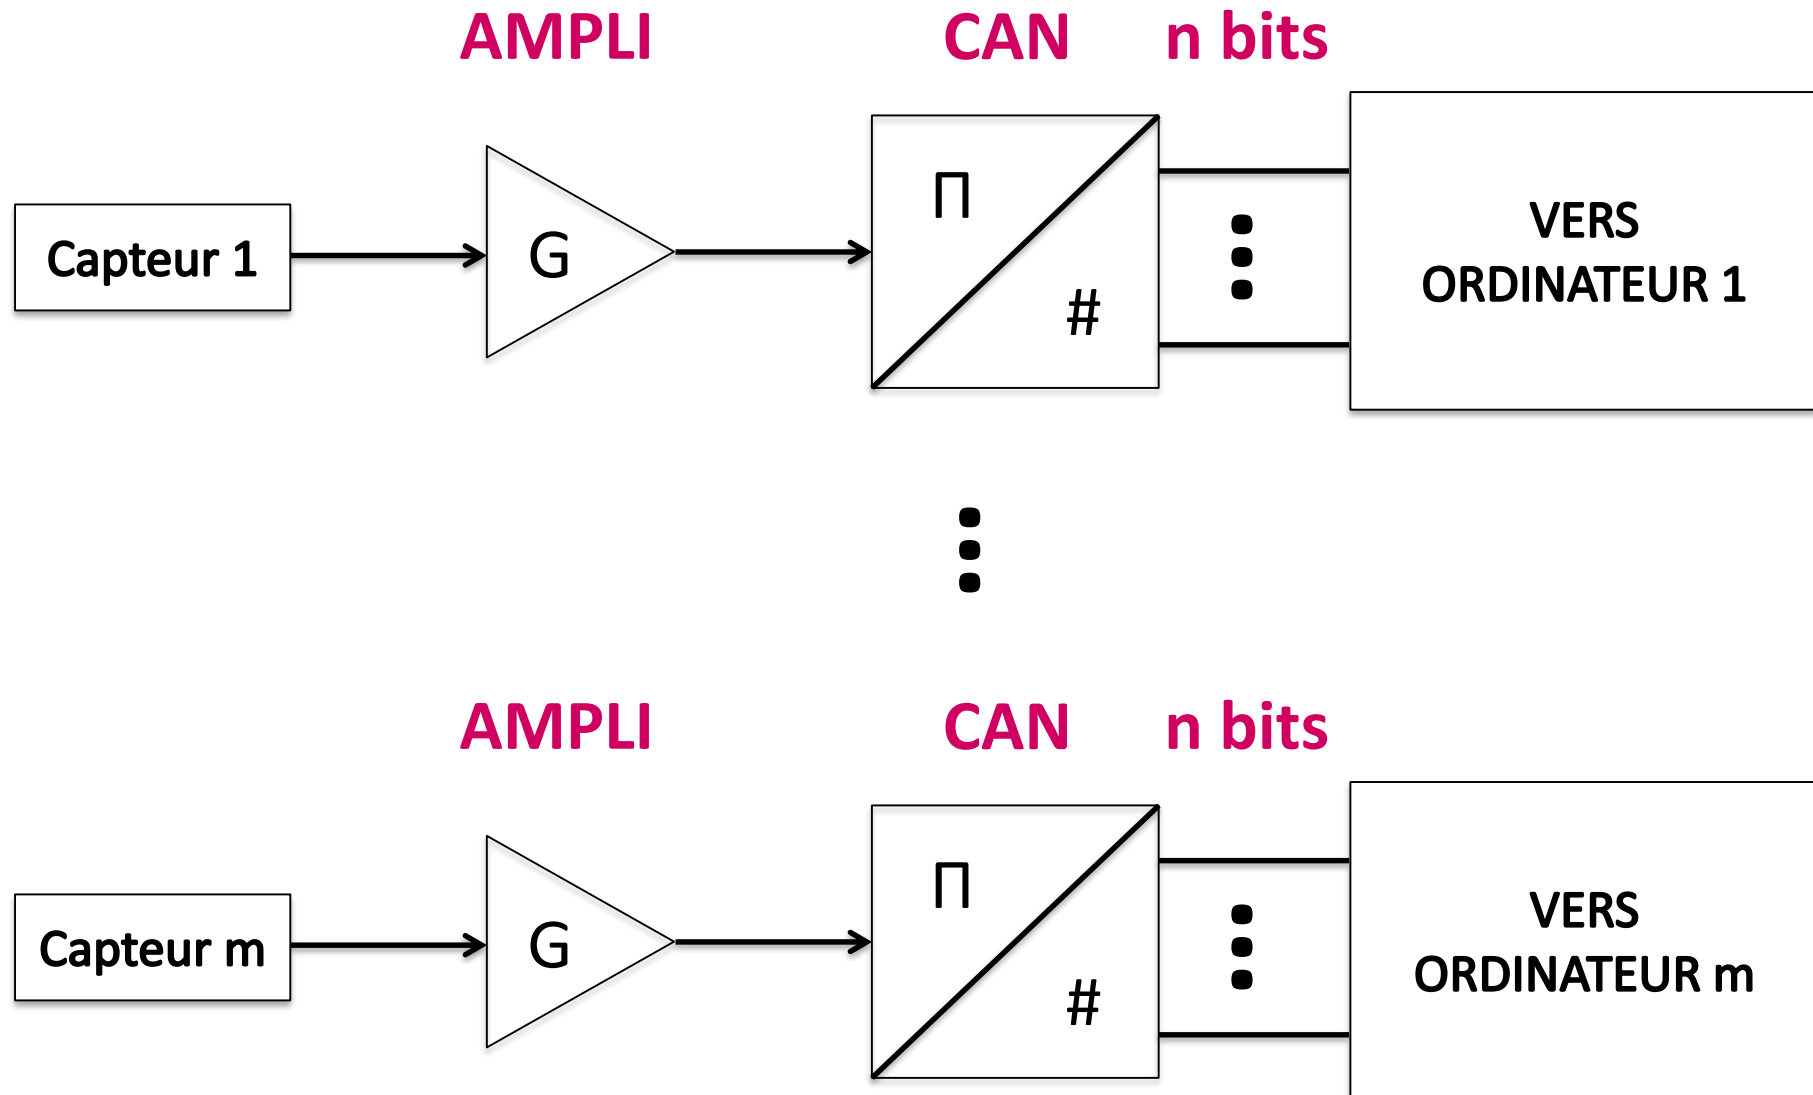 AMPLI CAN n bits
Capteur 1
G
Π
#
VERS
ORDINATEUR 1
AMPLI CAN n bits
Capteur m
G
Π
#
VERS
ORDINATEUR m